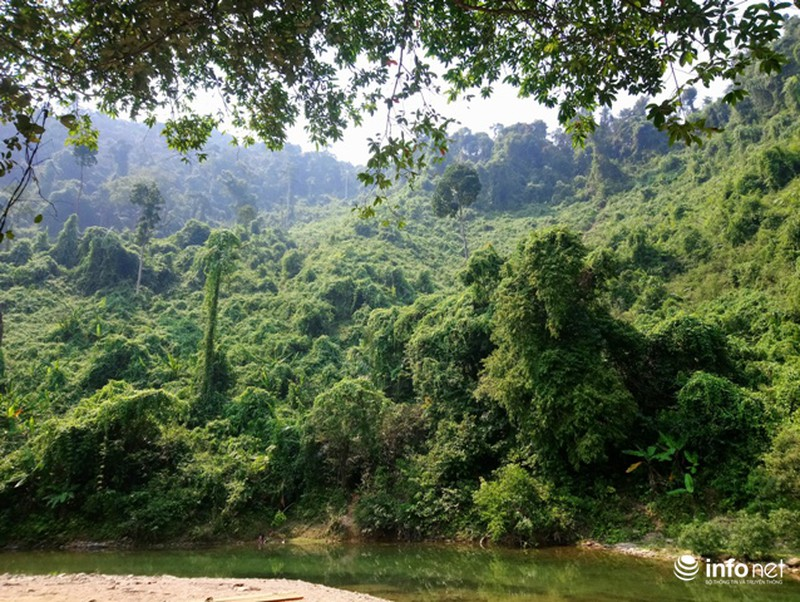 infonet
BỘ THÔNG TIN VÀ TRUYỀN THÔNG